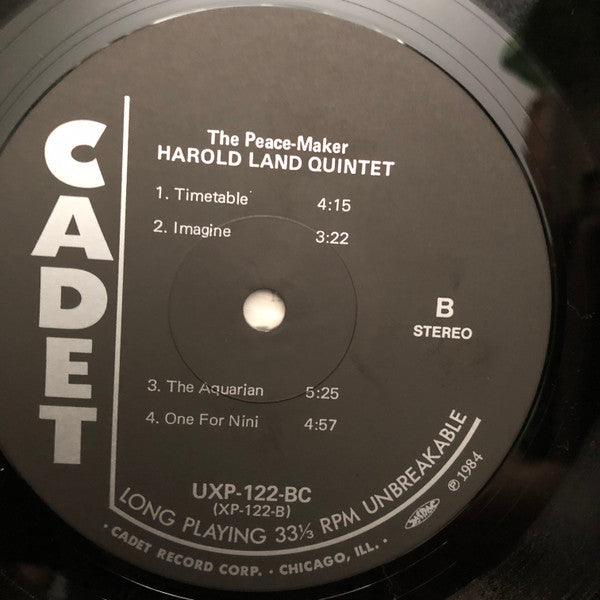 CADET
The Peace-Maker
HAROLD LAND QUINTET
1. Timetable 4:15
2. Imagine 3:22
B
STEREO
3. The Aquarian 5:25
4. One For Nini 4:57
UXP-122-BC
(XP-122-B)
LONG PLAYING 33⅓ RPM UNBREAKABLE
℗ 1984
· CADET RECORD CORP. · CHICAGO, ILL. ·